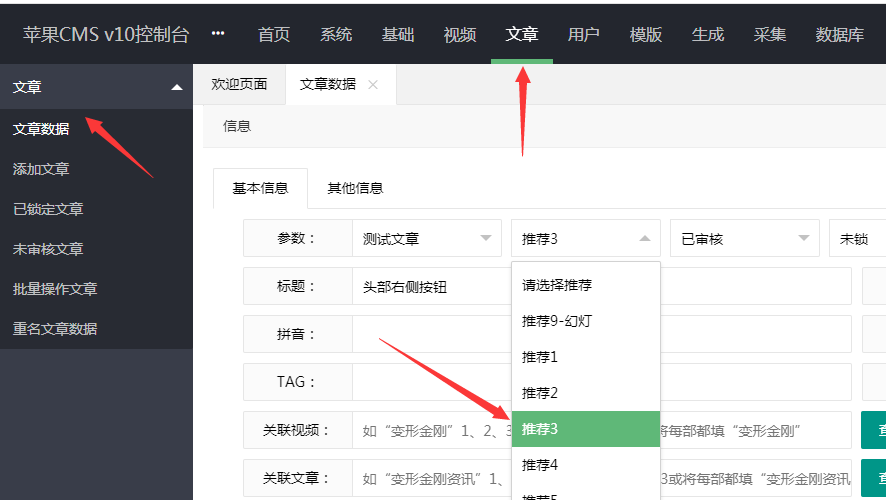 苹果CMS v10控制台 ··· 首页 系统 基础 视频 文章 用户 模版 生成 采集 数据库
文章 欢迎页面 文章数据
文章数据
添加文章
已锁定文章
未审核文章
批量操作文章
重名文章数据
信息
基本信息 其他信息
参数： 测试文章 推荐3 已审核 未锁
标题： 头部右侧按钮
拼音：
TAG：
关联视频： 如“变形金刚”1、2、3 将每部都填“变形金刚”
关联文章： 如“变形金刚资讯”1、 3或将每部都填“变形金刚资讯
请选择推荐
推荐9-幻灯
推荐1
推荐2
推荐3
推荐4
推荐5